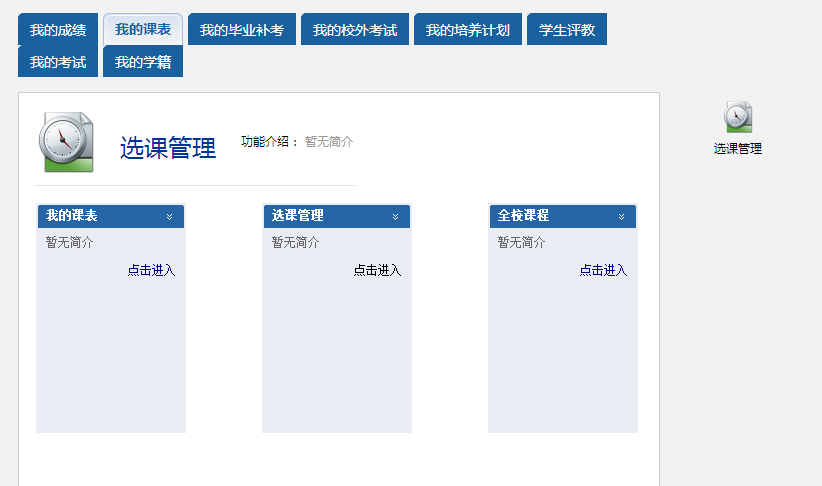 我的成绩 我的课表 我的毕业补考 我的校外考试 我的培养计划 学生评教
我的考试 我的学籍
选课管理 功能介绍： 暂无简介
选课管理
我的课表 选课管理 全校课程
暂无简介 暂无简介 暂无简介
点击进入 点击进入 点击进入